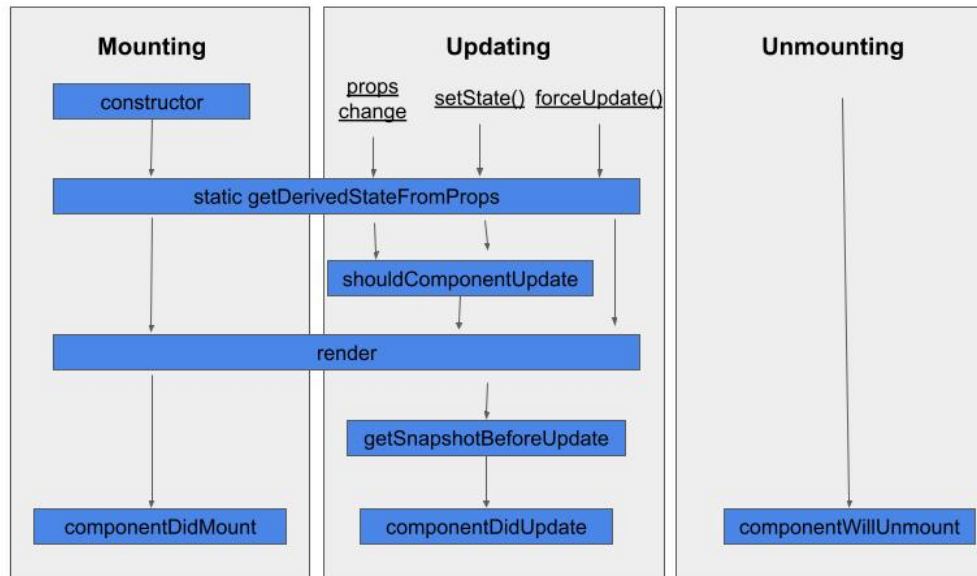 Mounting
Updating
Unmounting
constructor
props
change
setState()
forceUpdate()
static getDerivedStateFromProps
shouldComponentUpdate
render
getSnapshotBeforeUpdate
componentDidMount
componentDidUpdate
componentWillUnmount